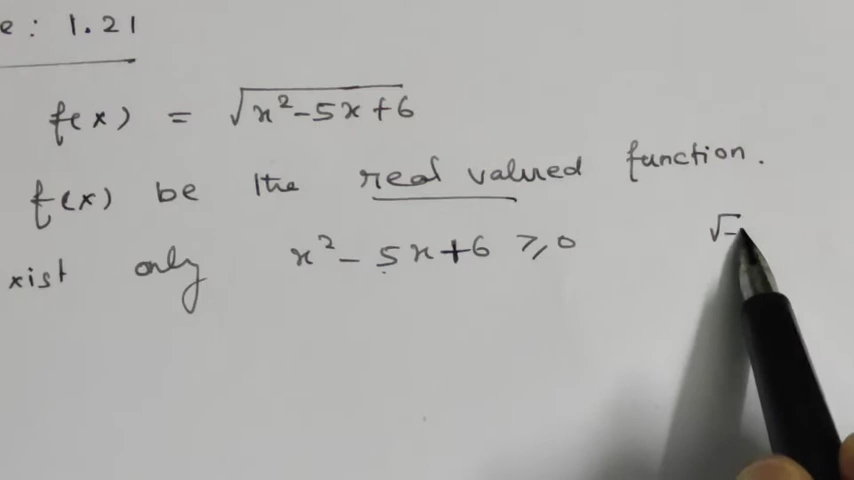 e : 1.21
f(x) = √x²-5x+6
f(x) be the real valued function.
xist only x² - 5x+6 ≥ 0
√-